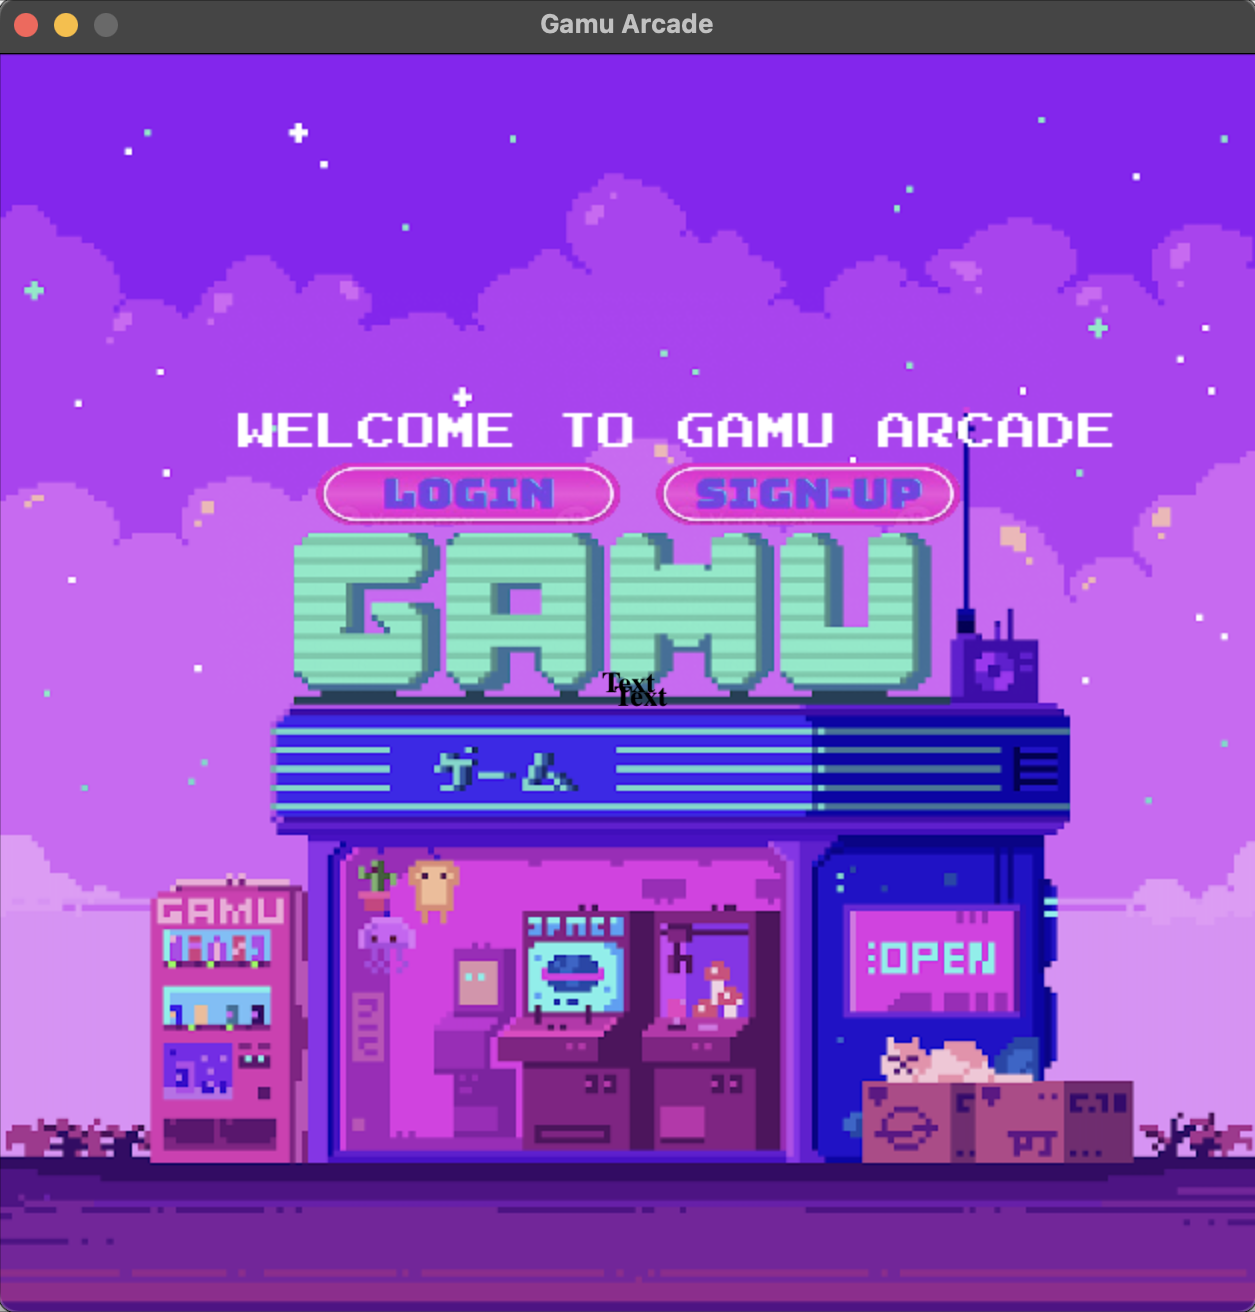 Gamu Arcade
WELCOME TO GAMU ARCADE
LOGIN SIGN-UP
GAMU
Text
Text
ゲーム
GAMU
SPACE
OPEN